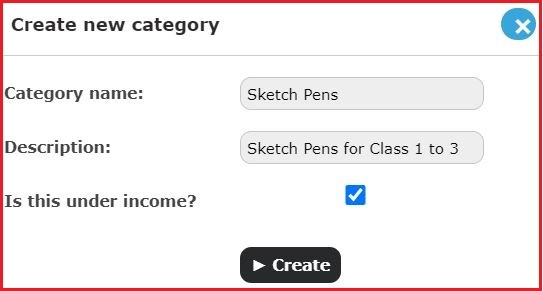 Create new category
Category name:
Sketch Pens
Description:
Sketch Pens for Class 1 to 3
Is this under income?
► Create